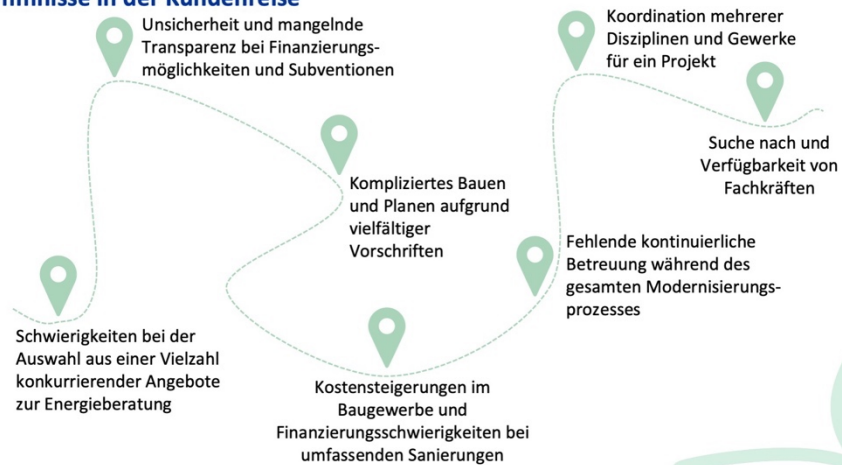 in der Kundenreise
Unsicherheit und mangelnde
Transparenz bei Finanzierungs-
möglichkeiten und Subventionen
Koordination mehrerer
Disziplinen und Gewerke
für ein Projekt
Suche nach und
Verfügbarkeit von
Fachkräften
Kompliziertes Bauen
und Planen aufgrund
vielfältiger
Vorschriften
Fehlende kontinuierliche
Betreuung während des
gesamten Modernisierungs-
prozesses
Schwierigkeiten bei der
Auswahl aus einer Vielzahl
konkurrierender Angebote
zur Energieberatung
Kostensteigerungen im
Baugewerbe und
Finanzierungsschwierigkeiten bei
umfassenden Sanierungen